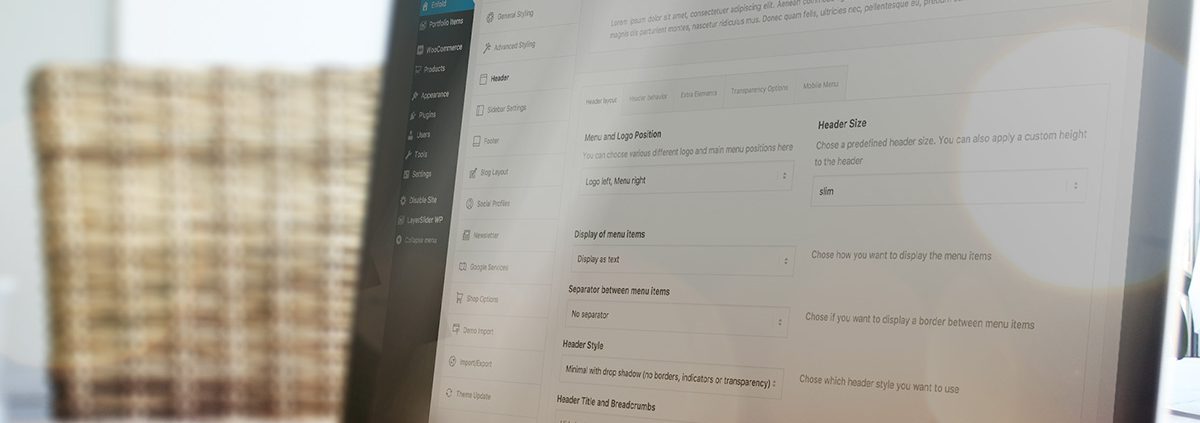 Enfold
Portfolio Items
WooCommerce
Products
Appearance
Plugins
Users
Tools
Settings
Disable Site
LayerSlider WP
Collapse menu
General Styling
Advanced Styling
Header
Sidebar Settings
Footer
Blog Layout
Social Profiles
Newsletter
Google Services
Shop Options
Demo Import
Import/Export
Theme Update
Lorem ipsum dolor sit amet, consectetuer adipiscing elit. Aenean commodo
magnis dis parturient montes, nascetur ridiculus mus. Donec quam felis, ultricies nec, pellentesque eu, pretium
Header layout
Header behavior
Extra Elements
Transparency Options
Mobile Menu
Menu and Logo Position
You can choose various different logo and main menu positions here
Logo left, Menu right
Header Size
Chose a predefined header size. You can also apply a custom height
to the header
slim
Display of menu items
Display as text
Chose how you want to display the menu items
Separator between menu items
No separator
Chose if you want to display a border between menu items
Header Style
Minimal with drop shadow (no borders, indicators or transparency)
Chose which header style you want to use
Header Title and Breadcrumbs